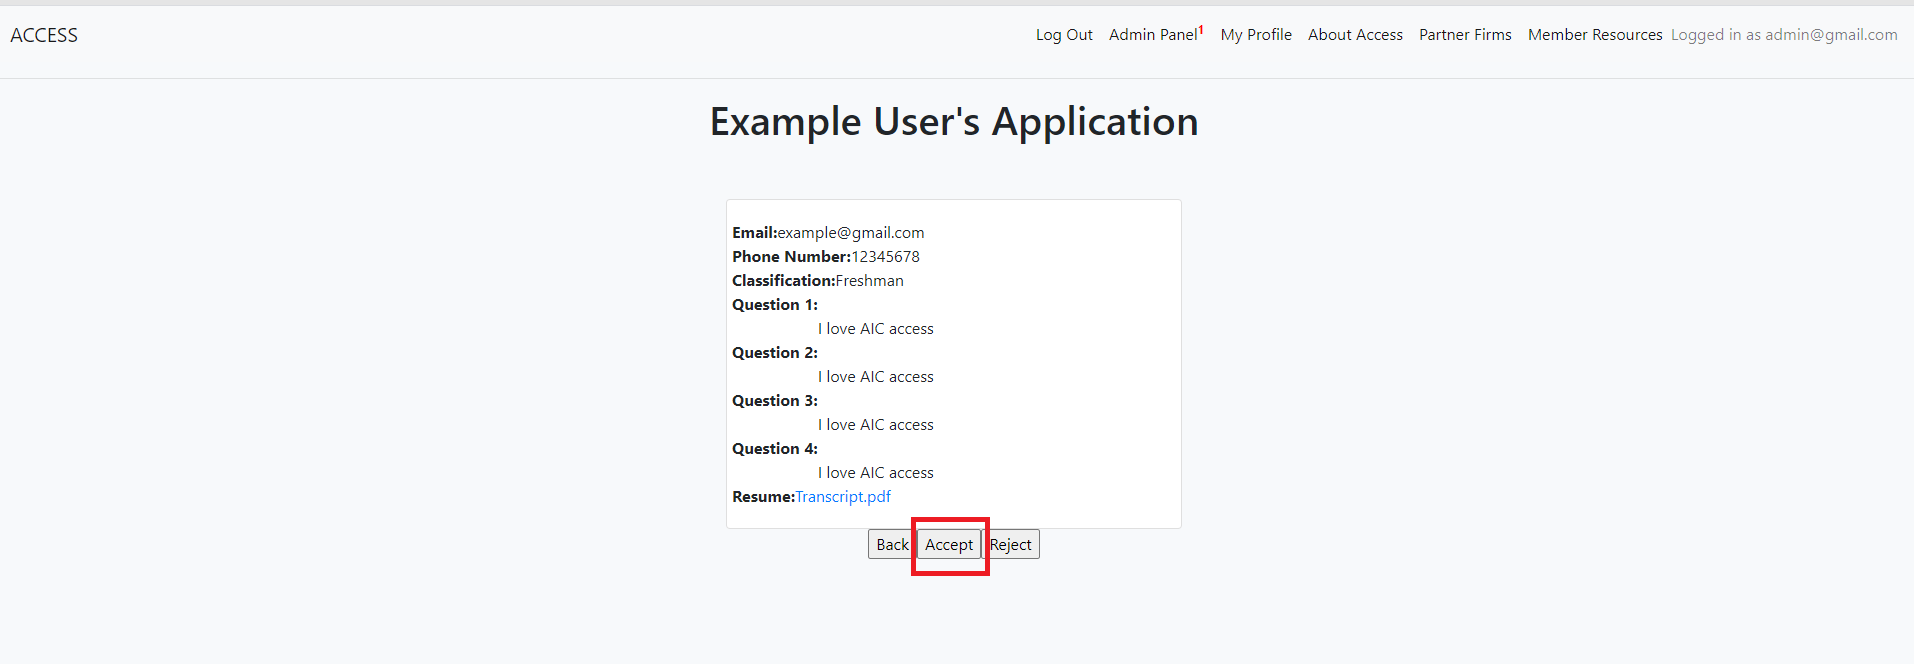 ACCESS
Log Out Admin Panel1 My Profile About Access Partner Firms Member Resources Logged in as admin@gmail.com
Example User's Application
Email:example@gmail.com
Phone Number:12345678
Classification:Freshman
Question 1:
I love AIC access
Question 2:
I love AIC access
Question 3:
I love AIC access
Question 4:
I love AIC access
Resume:Transcript.pdf
Back Accept Reject